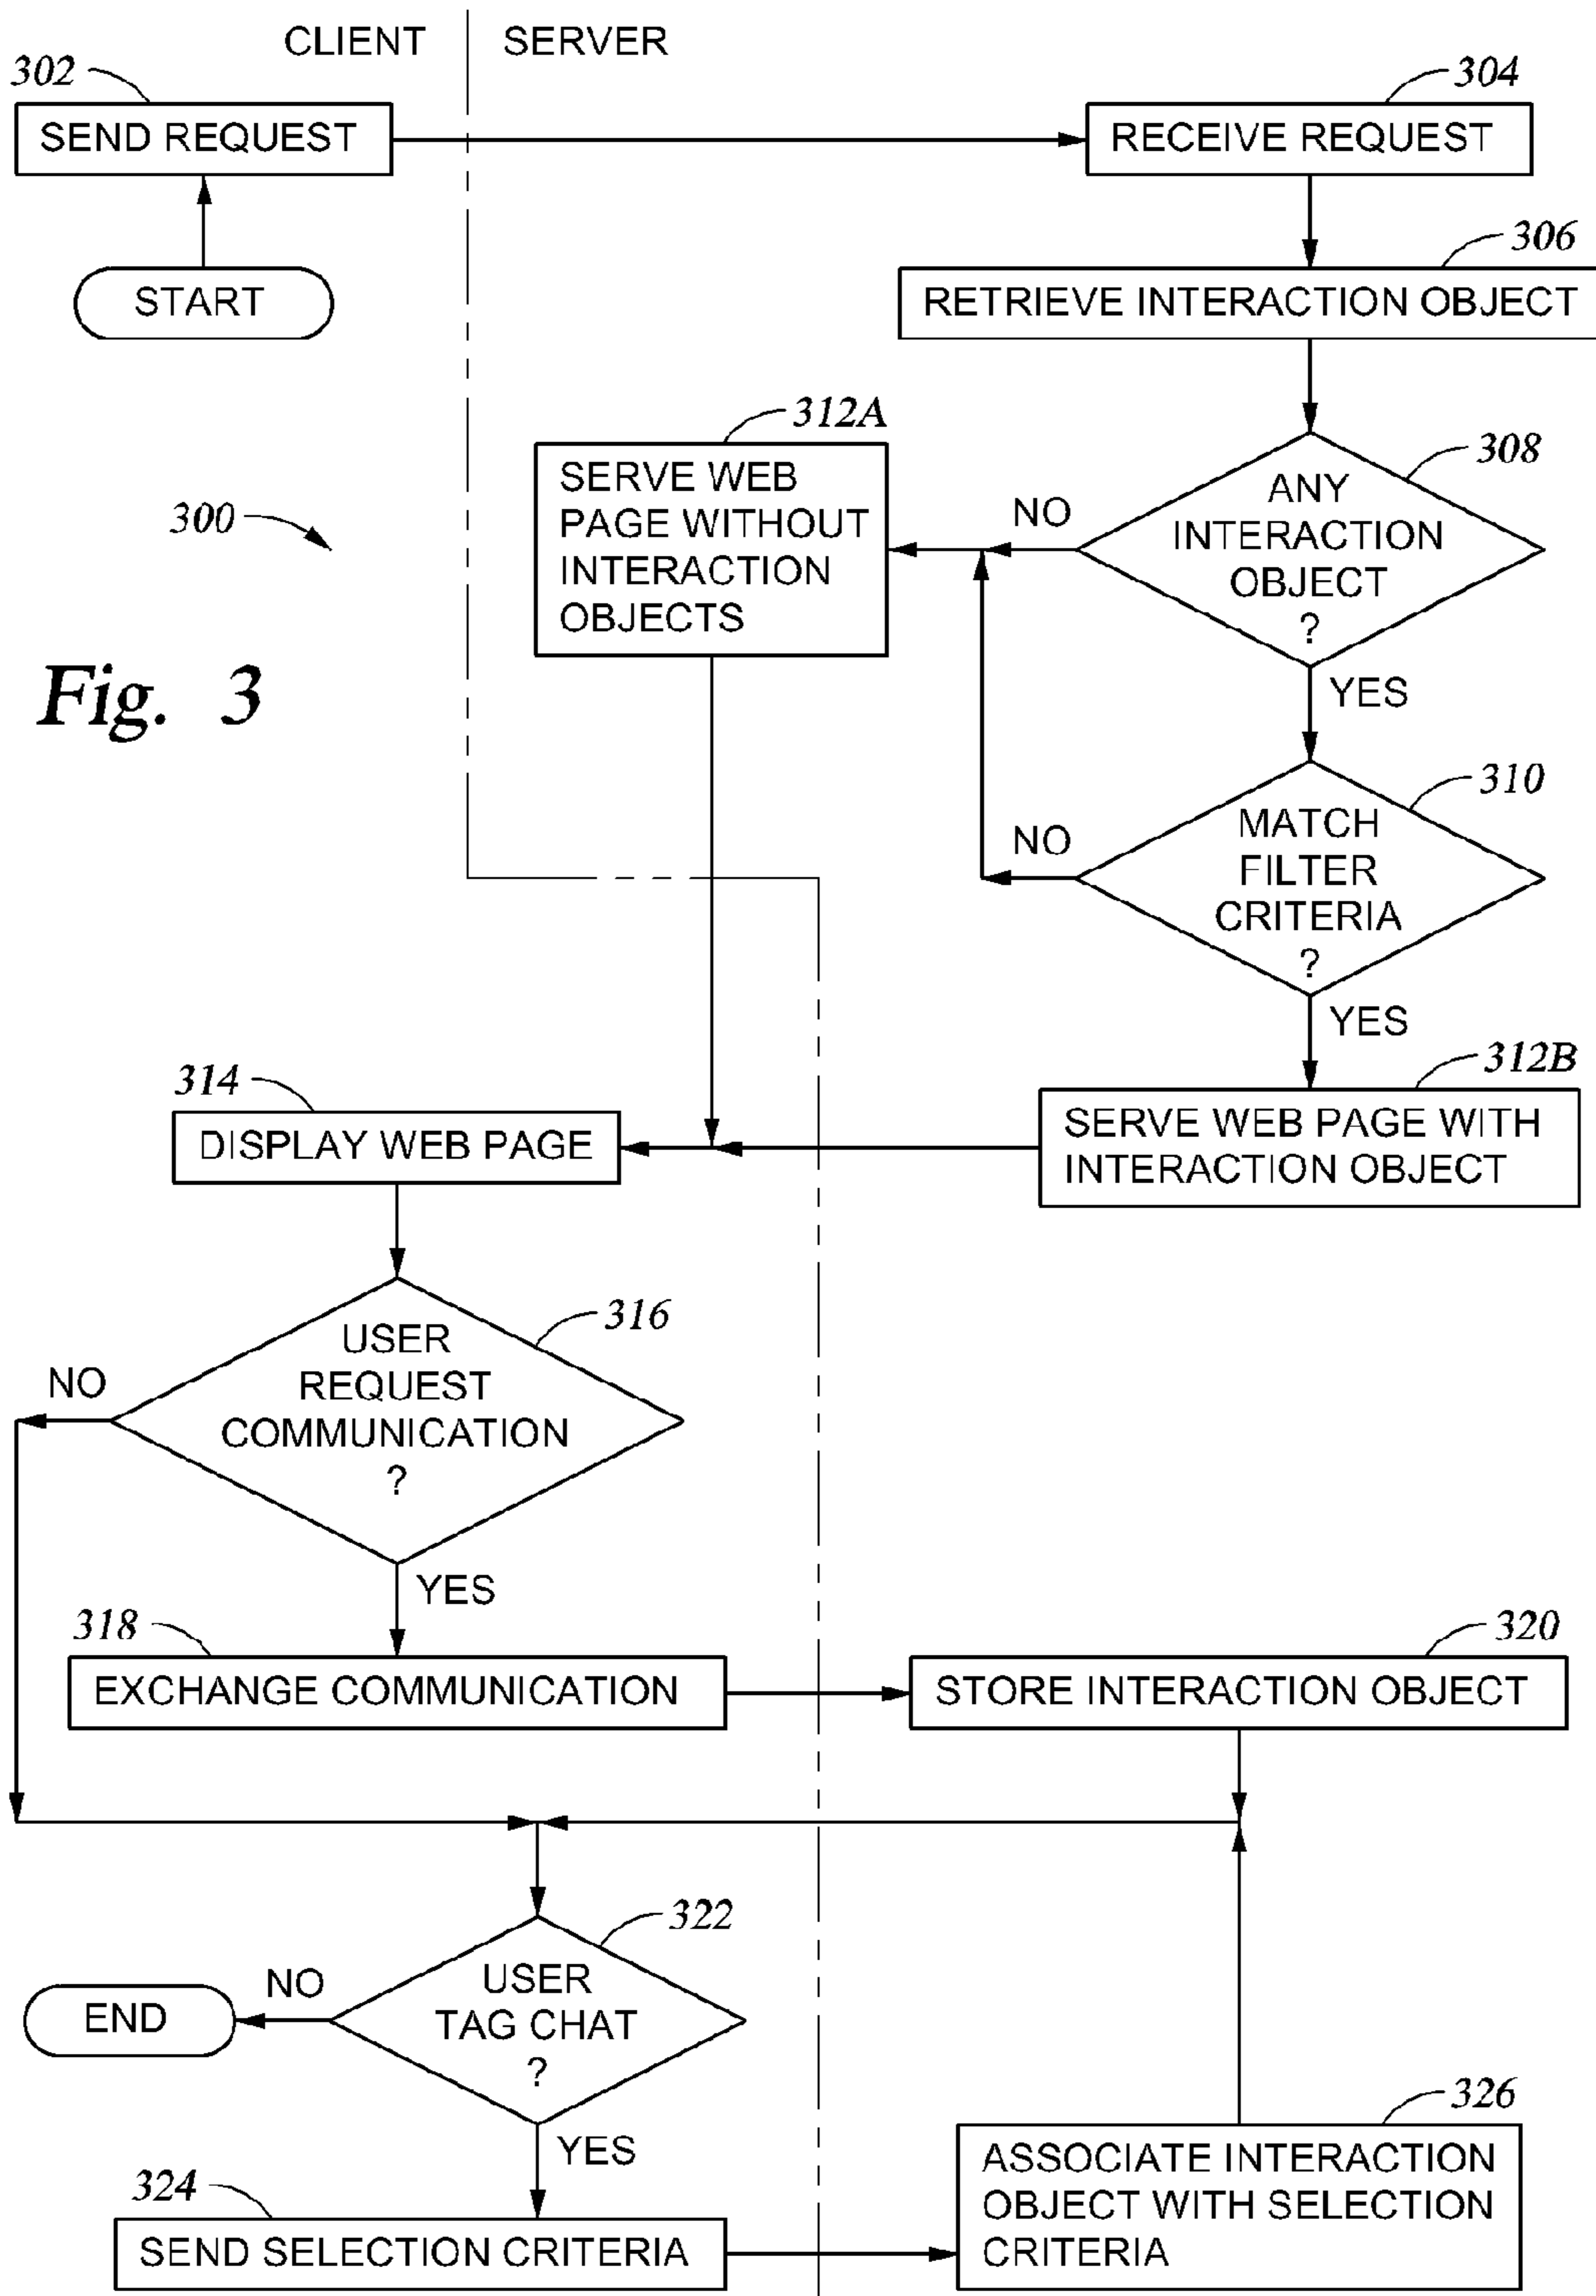 CLIENT
SERVER
302
304
SEND REQUEST
RECEIVE REQUEST
306
START
RETRIEVE INTERACTION OBJECT
312A
308
SERVE WEB
PAGE WITHOUT
INTERACTION
OBJECTS
NO
ANY
INTERACTION
OBJECT
?
300
YES
Fig. 3
310
NO
MATCH
FILTER
CRITERIA
?
YES
312B
314
DISPLAY WEB PAGE
SERVE WEB PAGE WITH
INTERACTION OBJECT
316
NO
USER
REQUEST
COMMUNICATION
?
YES
318
320
EXCHANGE COMMUNICATION
STORE INTERACTION OBJECT
322
END
NO
USER
TAG CHAT
?
YES
326
324
SEND SELECTION CRITERIA
ASSOCIATE INTERACTION
OBJECT WITH SELECTION
CRITERIA